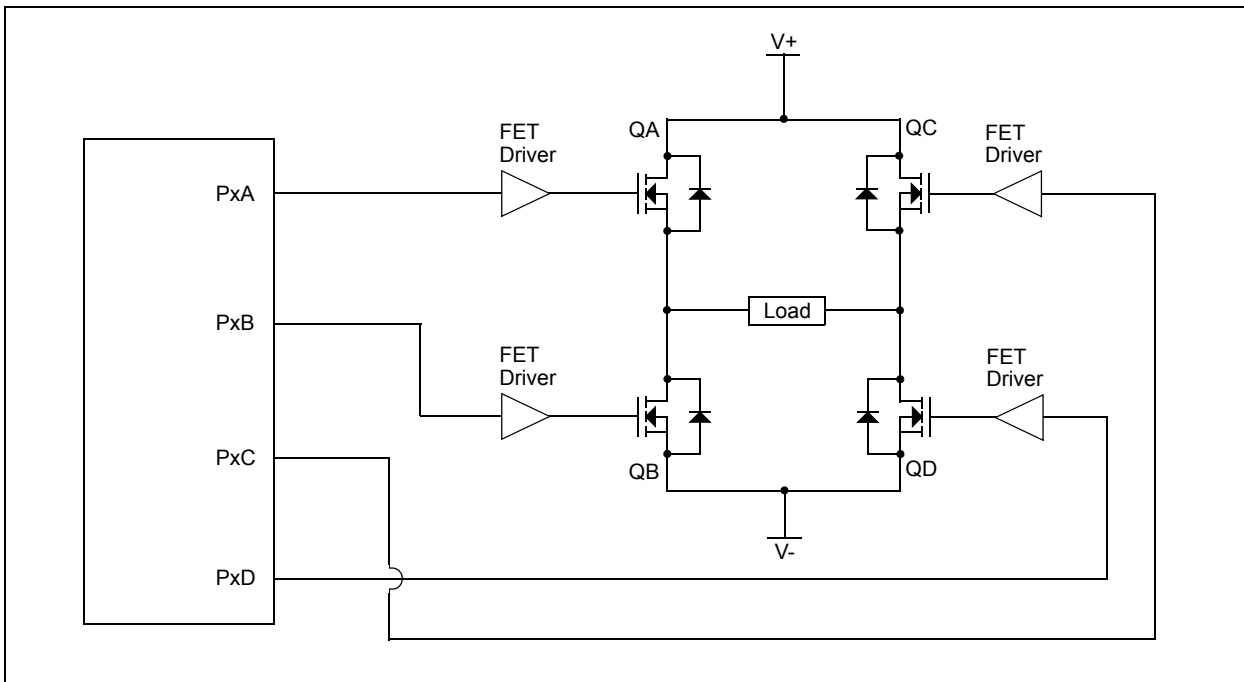 V+
QA
QC
FET
Driver
FET
Driver
PxA
Load
PxB
FET
Driver
FET
Driver
PxC
QB
QD
V-
PxD